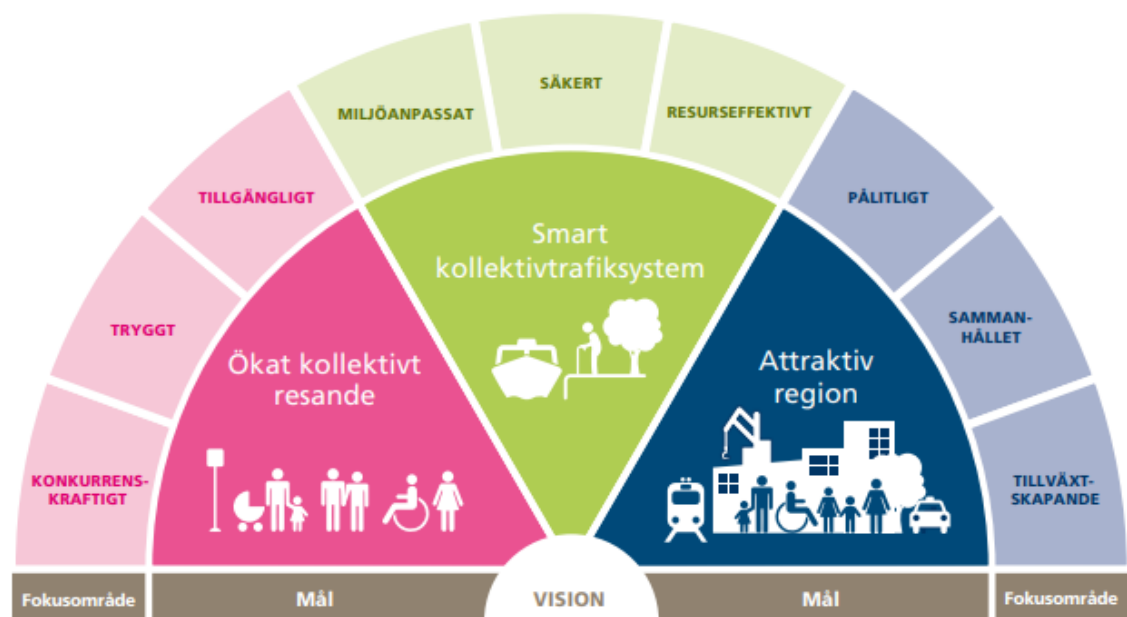 MILJÖANPASSAT
SÄKERT
RESURSEFFEKTIVT
TILLGÄNGLIGT
PÅLITLIGT
Smart
kollektivtrafiksystem
TRYGGT
SAMMAN-
HÅLLET
Ökat kollektivt
resande
Attraktiv
region
KONKURRENS-
KRAFTIGT
TILLVÄXT-
SKAPANDE
Fokusområde
Mål
VISION
Mål
Fokusområde